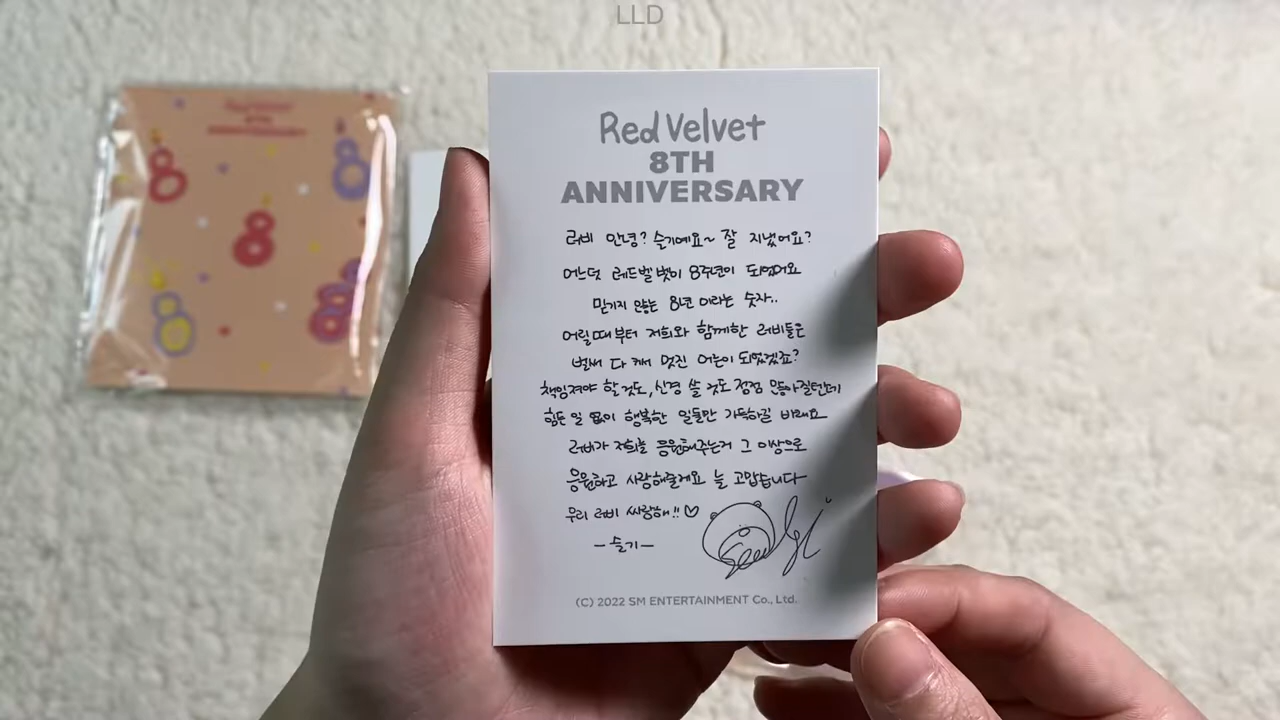 LLD
Red Velvet
8TH
ANNIVERSARY
러비 안녕? 슬기예요~ 잘 지냈어요?
어느덧 레드벨벳이 8주년이 되었어요
믿기지 않는 8년 이라는 숫자..
어릴때부터 저희와 함께한 러비들은
벌써 다 커서 멋진 어른이 되었겠죠?
책임져야 할 것도, 신경 쓸 것도 점점 많아질텐데
힘든 일 없이 행복한 일들만 가득하길 바래요
러비가 저희를 응원해주는거 그 이상으로
응원하고 사랑해줄게요 늘 고맙습니다
우리 러비 싸랑해!!♡
-슬기-
Seulgi
(C) 2022 SM ENTERTAINMENT Co., Ltd.